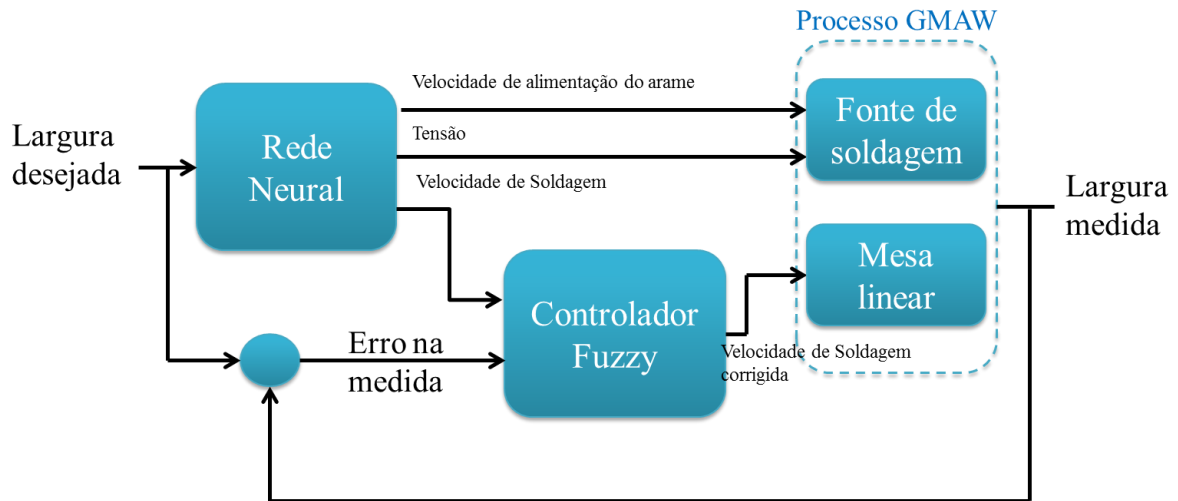 Processo GMAW
Velocidade de alimentação do arame
Largura
desejada
Rede
Neural
Tensão
Velocidade de Soldagem
Fonte de
soldagem
Largura
medida
Mesa
linear
Controlador
Fuzzy
Erro na
medida
Velocidade de Soldagem
corrigida